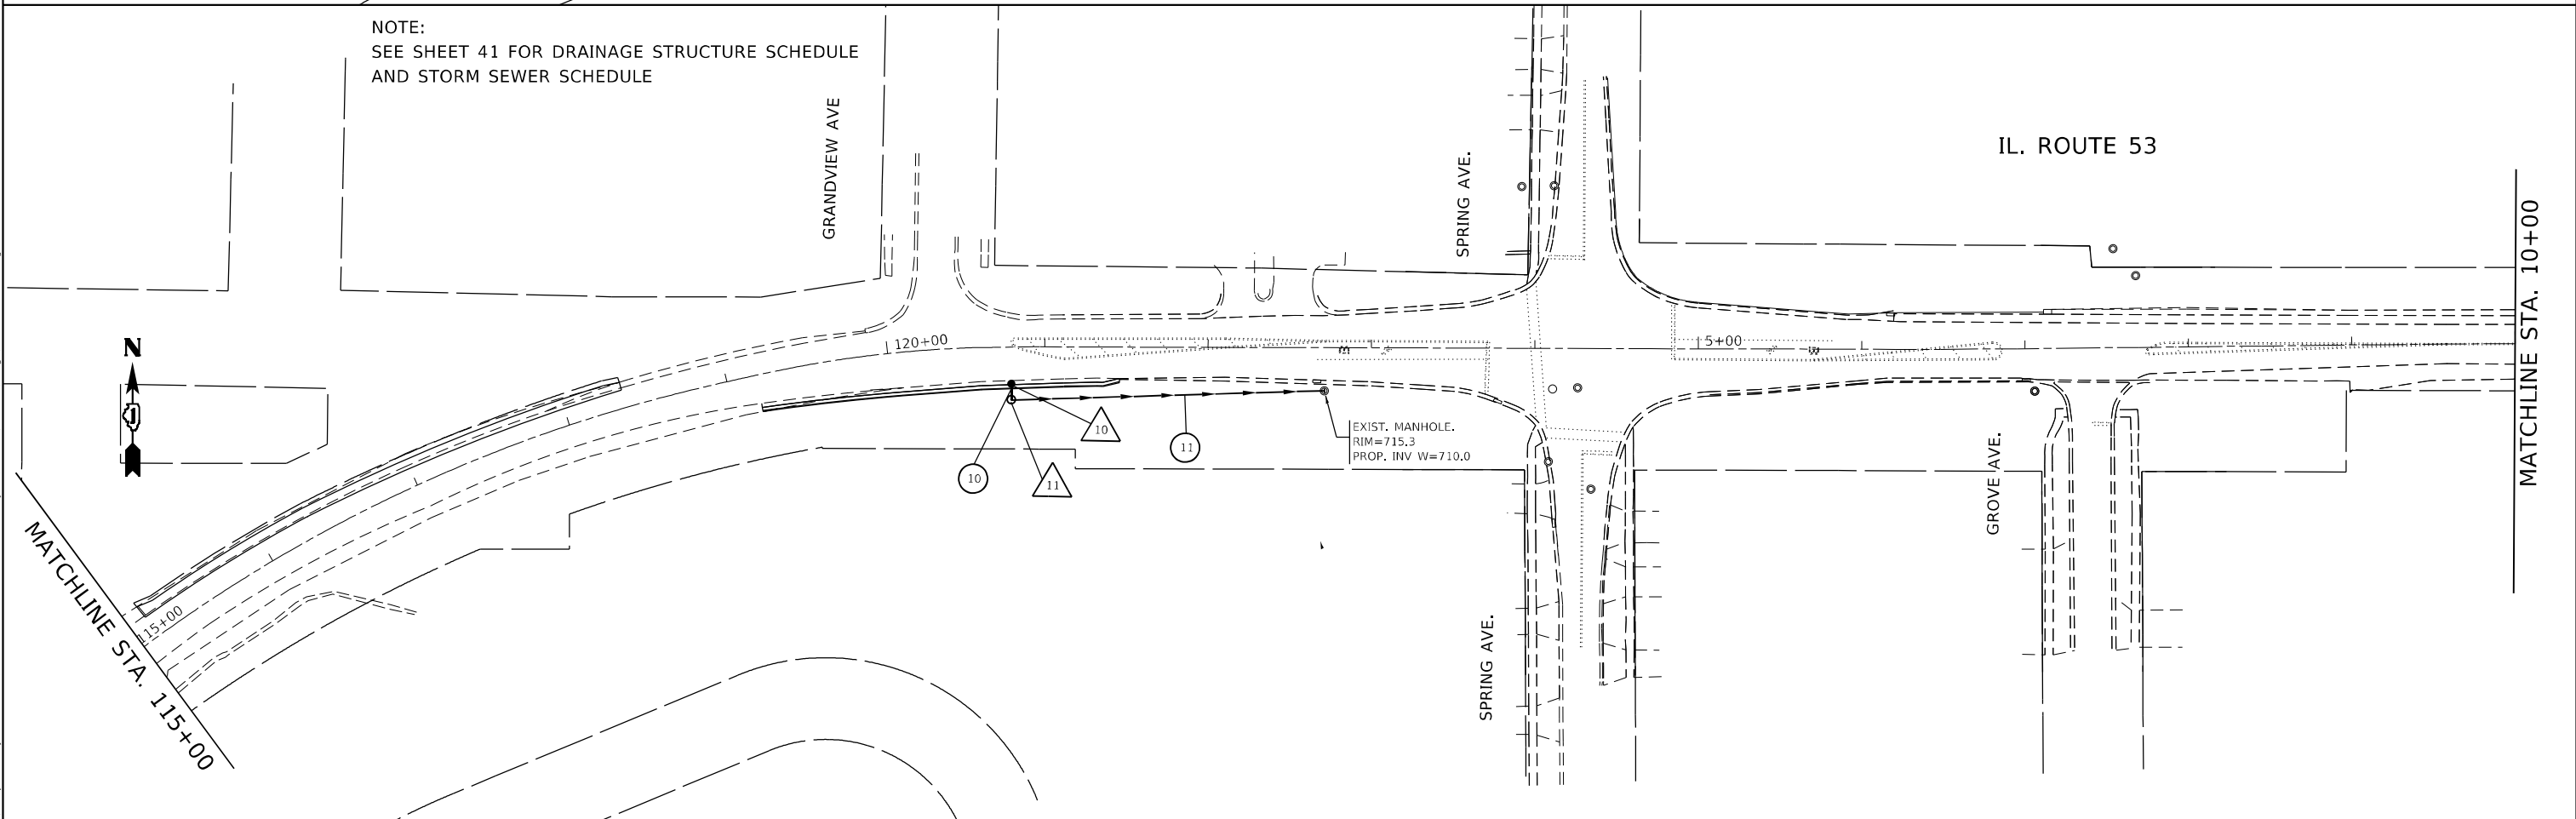 NOTE:
SEE SHEET 41 FOR DRAINAGE STRUCTURE SCHEDULE
AND STORM SEWER SCHEDULE
GRANDVIEW AVE
SPRING AVE.
IL. ROUTE 53
MATCHLINE STA. 10+00
N
120+00
5+00
10
11
EXIST. MANHOLE.
RIM=715.3
PROP. INV W=710.0
10
11
GROVE AVE.
MATCHLINE STA. 115+00
115+00
SPRING AVE.